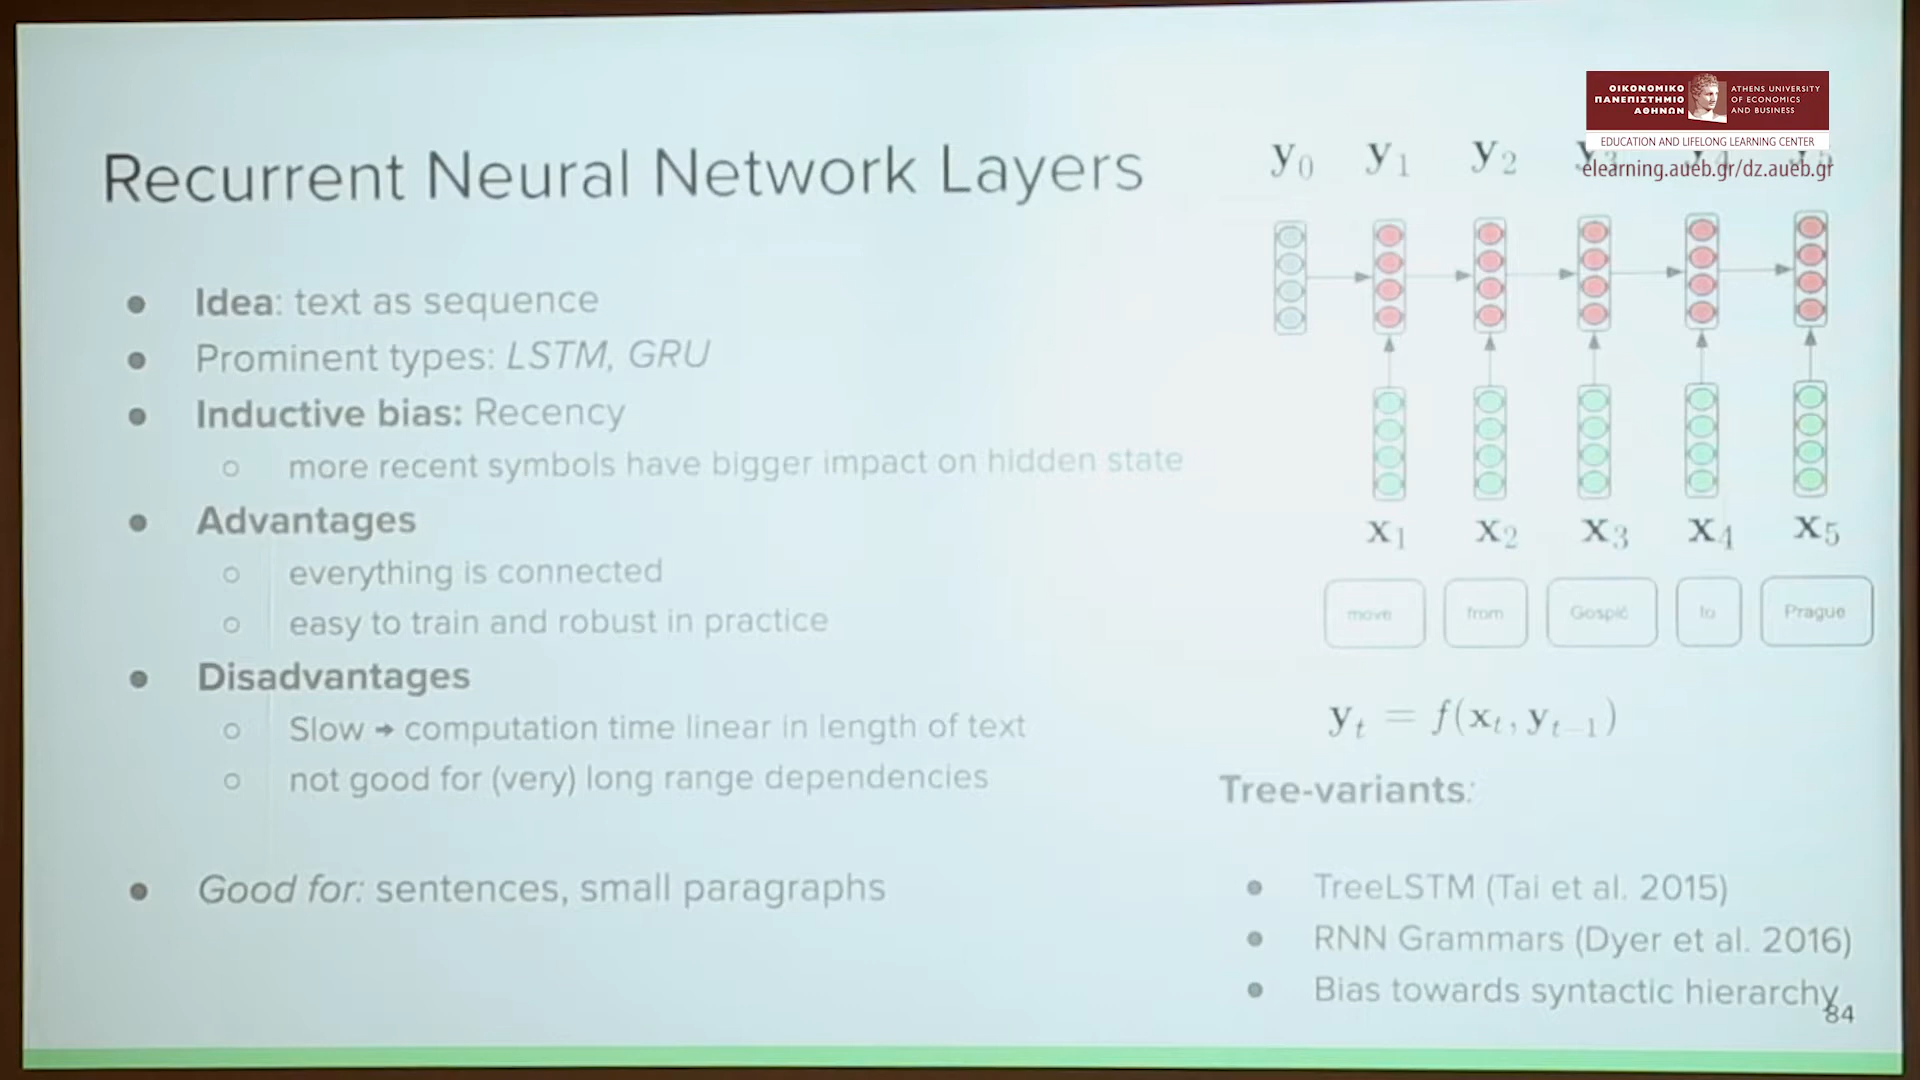 ΟΙΚΟΝΟΜΙΚΟ
ΠΑΝΕΠΙΣΤΗΜΙΟ
ΑΘΗΝΩΝ
ATHENS UNIVERSITY
OF ECONOMICS
AND BUSINESS
EDUCATION AND LIFELONG LEARNING CENTER
elearning.aueb.gr/dz.aueb.gr
Recurrent Neural Network Layers
● Idea: text as sequence
● Prominent types: LSTM, GRU
● Inductive bias: Recency
○ more recent symbols have bigger impact on hidden state
● Advantages
○ everything is connected
○ easy to train and robust in practice
● Disadvantages
○ Slow → computation time linear in length of text
○ not good for (very) long range dependencies
● Good for: sentences, small paragraphs
y₀ y₁ y₂
x₁ x₂ x₃ x₄ x₅
move from Gospić to Prague
yₜ = f(xₜ, yₜ₋₁)
Tree-variants:
● TreeLSTM (Tai et al. 2015)
● RNN Grammars (Dyer et al. 2016)
● Bias towards syntactic hierarchy
84